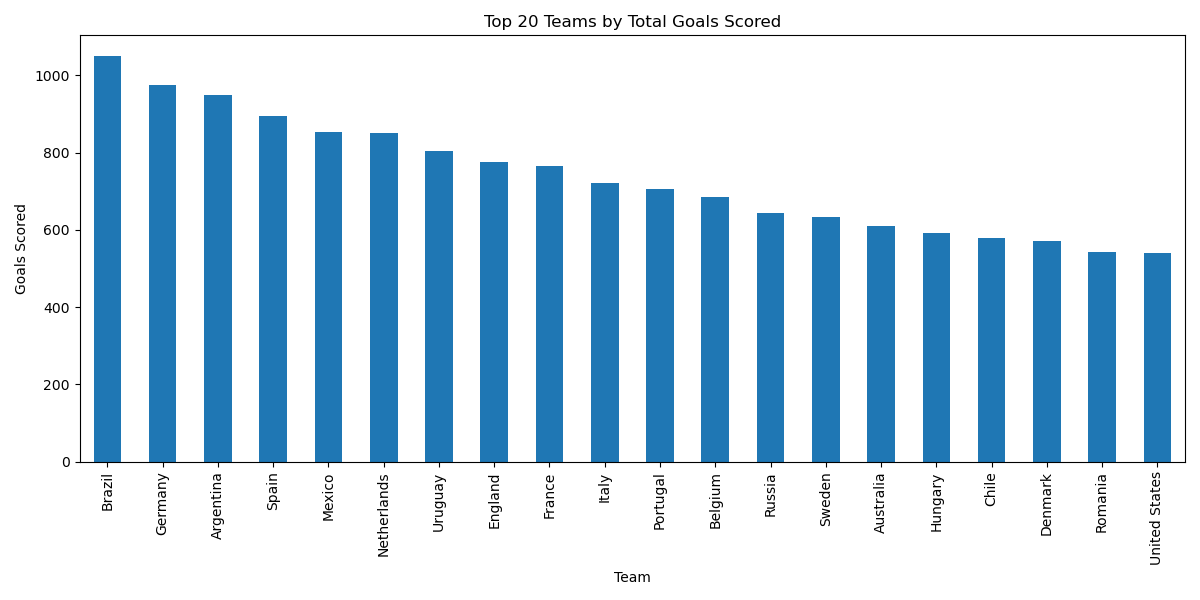 Top 20 Teams by Total Goals Scored
Goals Scored
1000
800
600
400
200
0
Brazil
Germany
Argentina
Spain
Mexico
Netherlands
Uruguay
England
France
Italy
Portugal
Belgium
Russia
Sweden
Australia
Hungary
Chile
Denmark
Romania
United States
Team